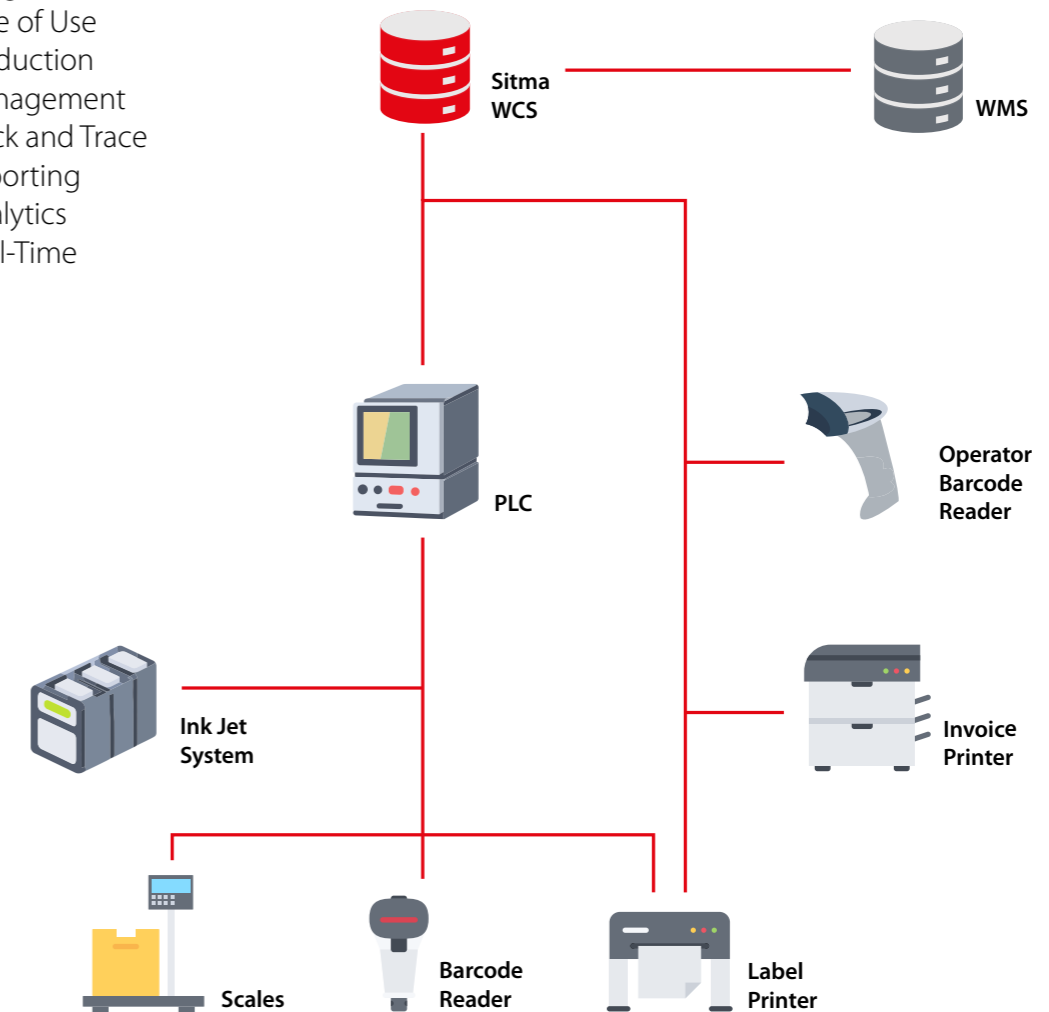 e of Use
duction
nagement
ck and Trace
porting
alytics
l-Time
Sitma
WCS
WMS
PLC
Operator
Barcode
Reader
Ink Jet
System
Invoice
Printer
Scales
Barcode
Reader
Label
Printer